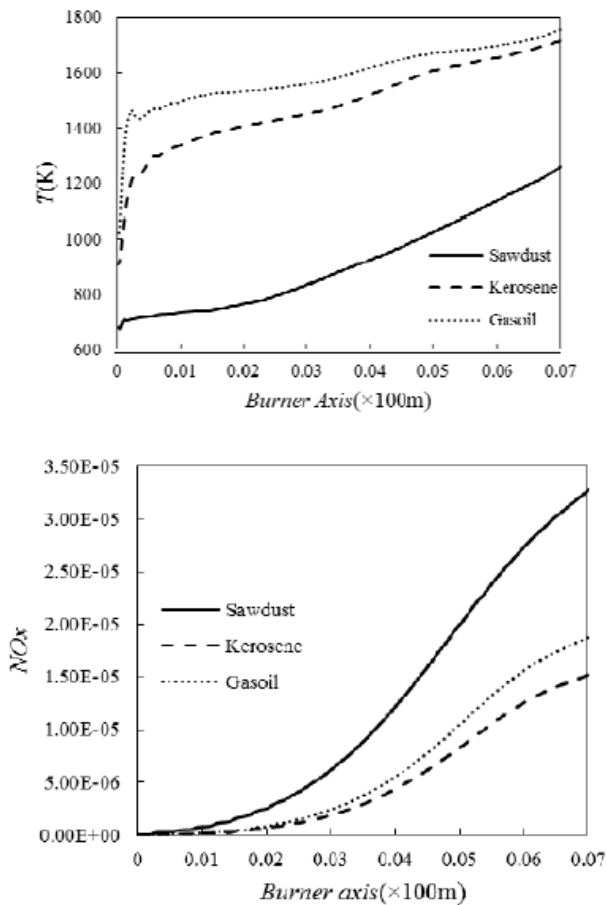 1800
1600
1400
1200
1000
800
600
T(K)
Sawdust
Kerosene
Gasoil
0 0.01 0.02 0.03 0.04 0.05 0.06 0.07
Burner Axis(×100m)
3.50E-05
3.00E-05
2.50E-05
2.00E-05
1.50E-05
1.00E-05
5.00E-06
0.00E+00
NOx
Sawdust
Kerosene
Gasoil
0 0.01 0.02 0.03 0.04 0.05 0.06 0.07
Burner axis(×100m)